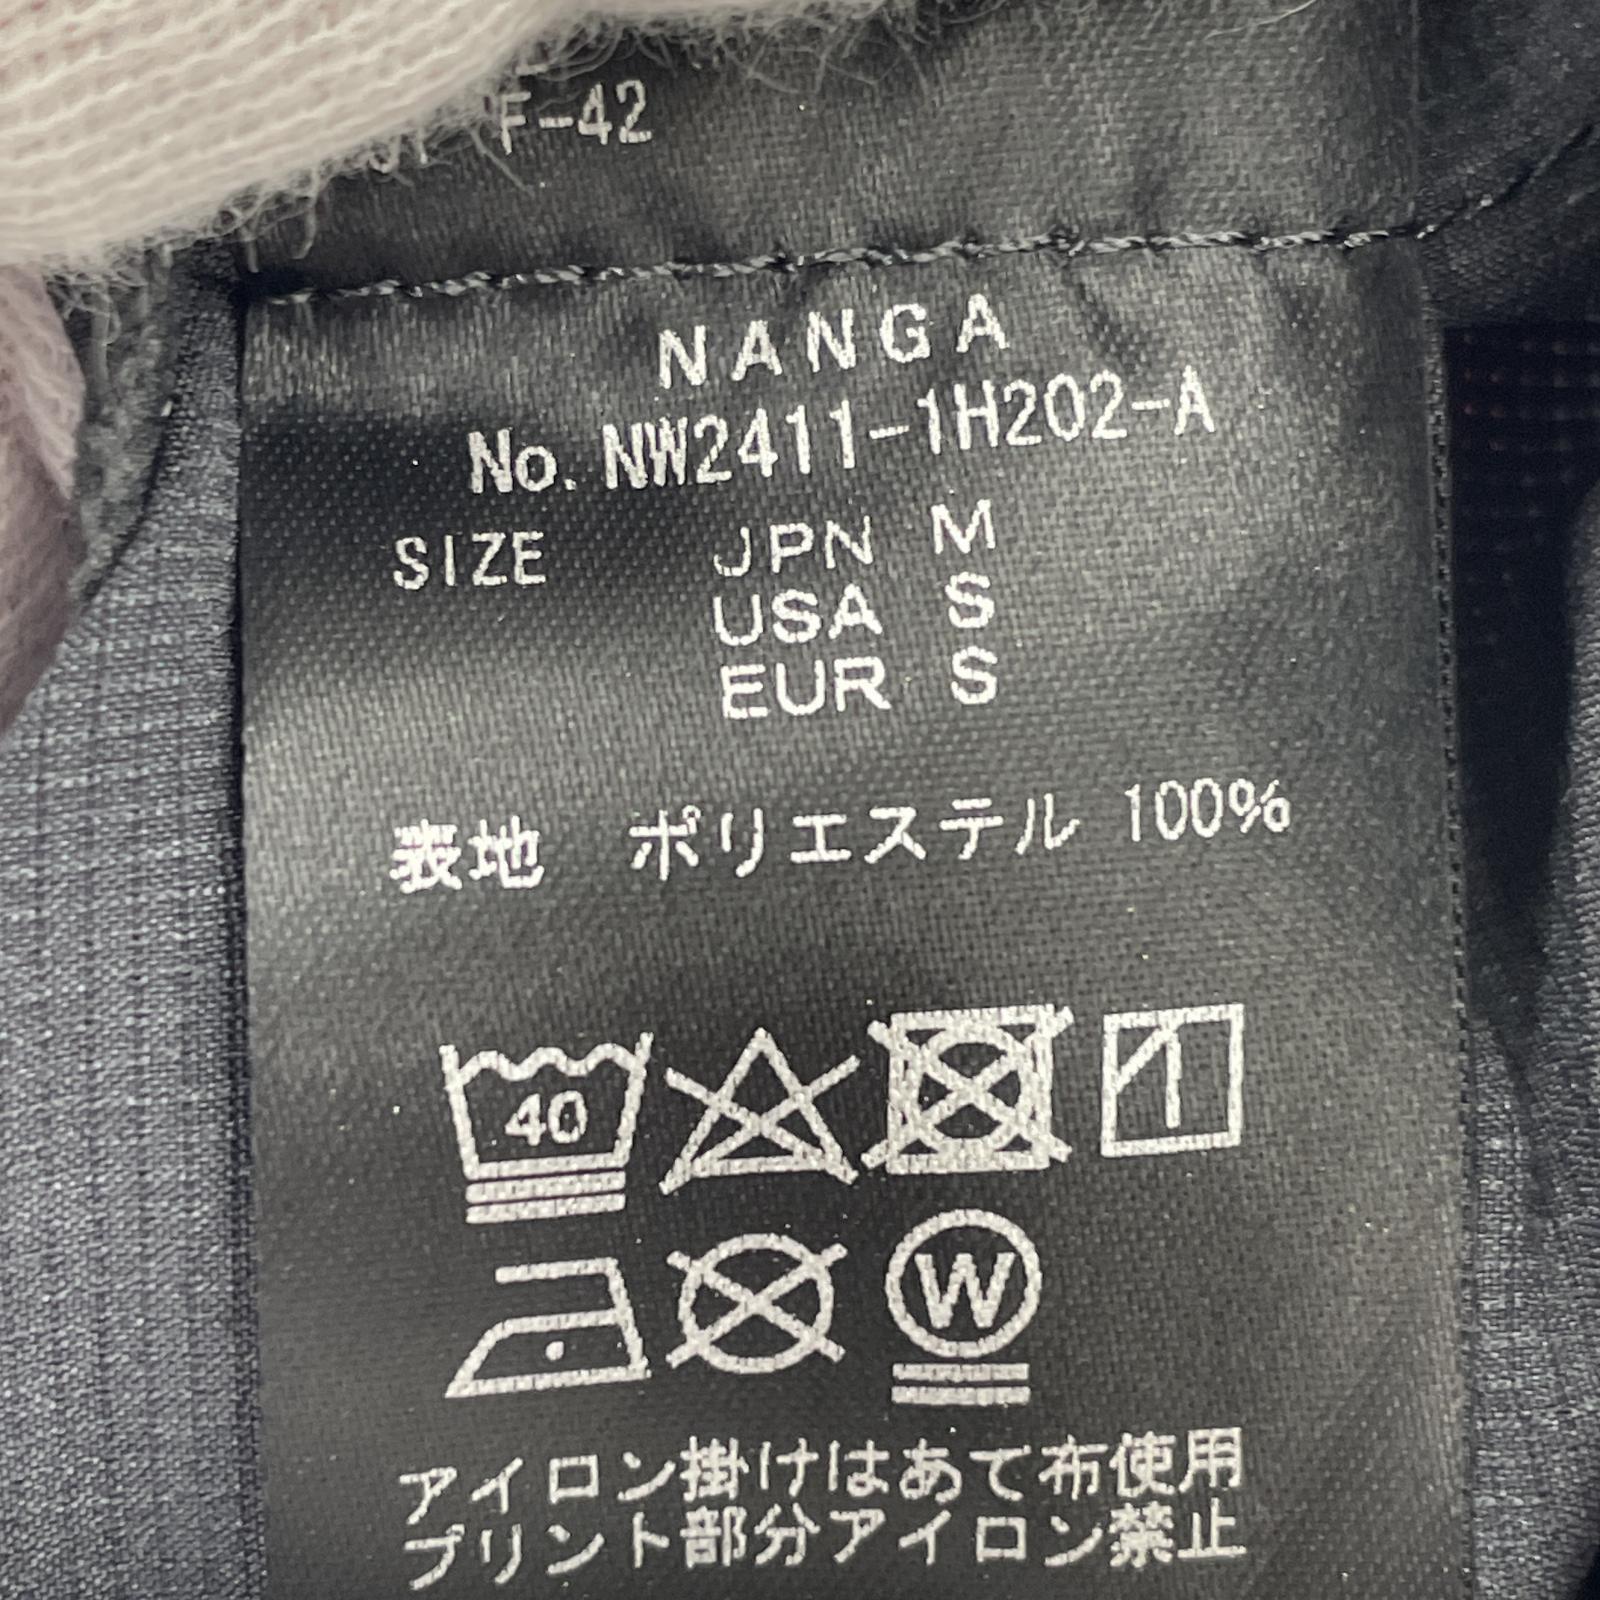 F-42
NANGA
No. NW2411-1H202-A
SIZE JPN M
USA S
EUR S
表地 ポリエステル 100%
40
W
アイロン掛けはあて布使用
プリント部分アイロン禁止